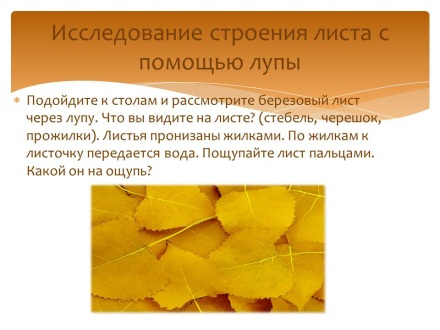 Исследование строения листа с
помощью лупы
Подойдите к столам и рассмотрите березовый лист
через лупу. Что вы видите на листе? (стебель, черешок,
прожилки). Листья пронизаны жилками. По жилкам к
листочку передается вода. Пощупайте лист пальцами.
Какой он на ощупь?